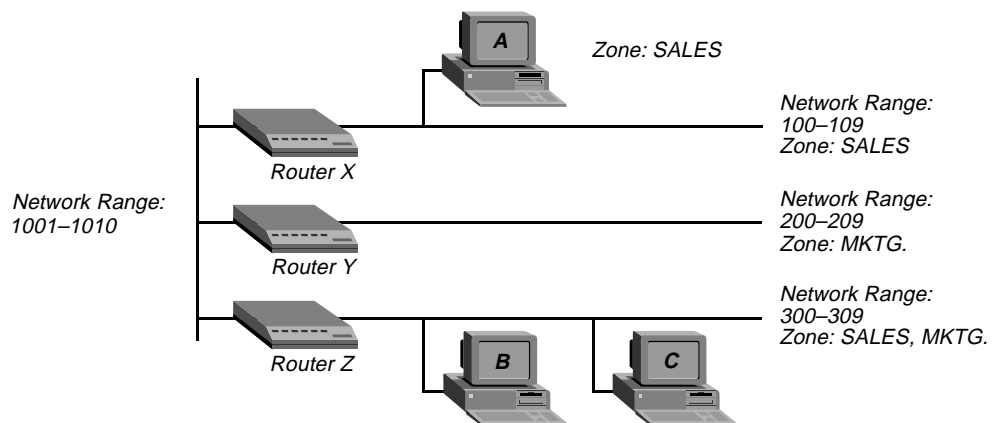 A
Zone: SALES
Network Range:
100–109
Zone: SALES
Router X
Network Range:
1001–1010
Network Range:
200–209
Zone: MKTG.
Router Y
Network Range:
300–309
Zone: SALES, MKTG.
Router Z
B
C